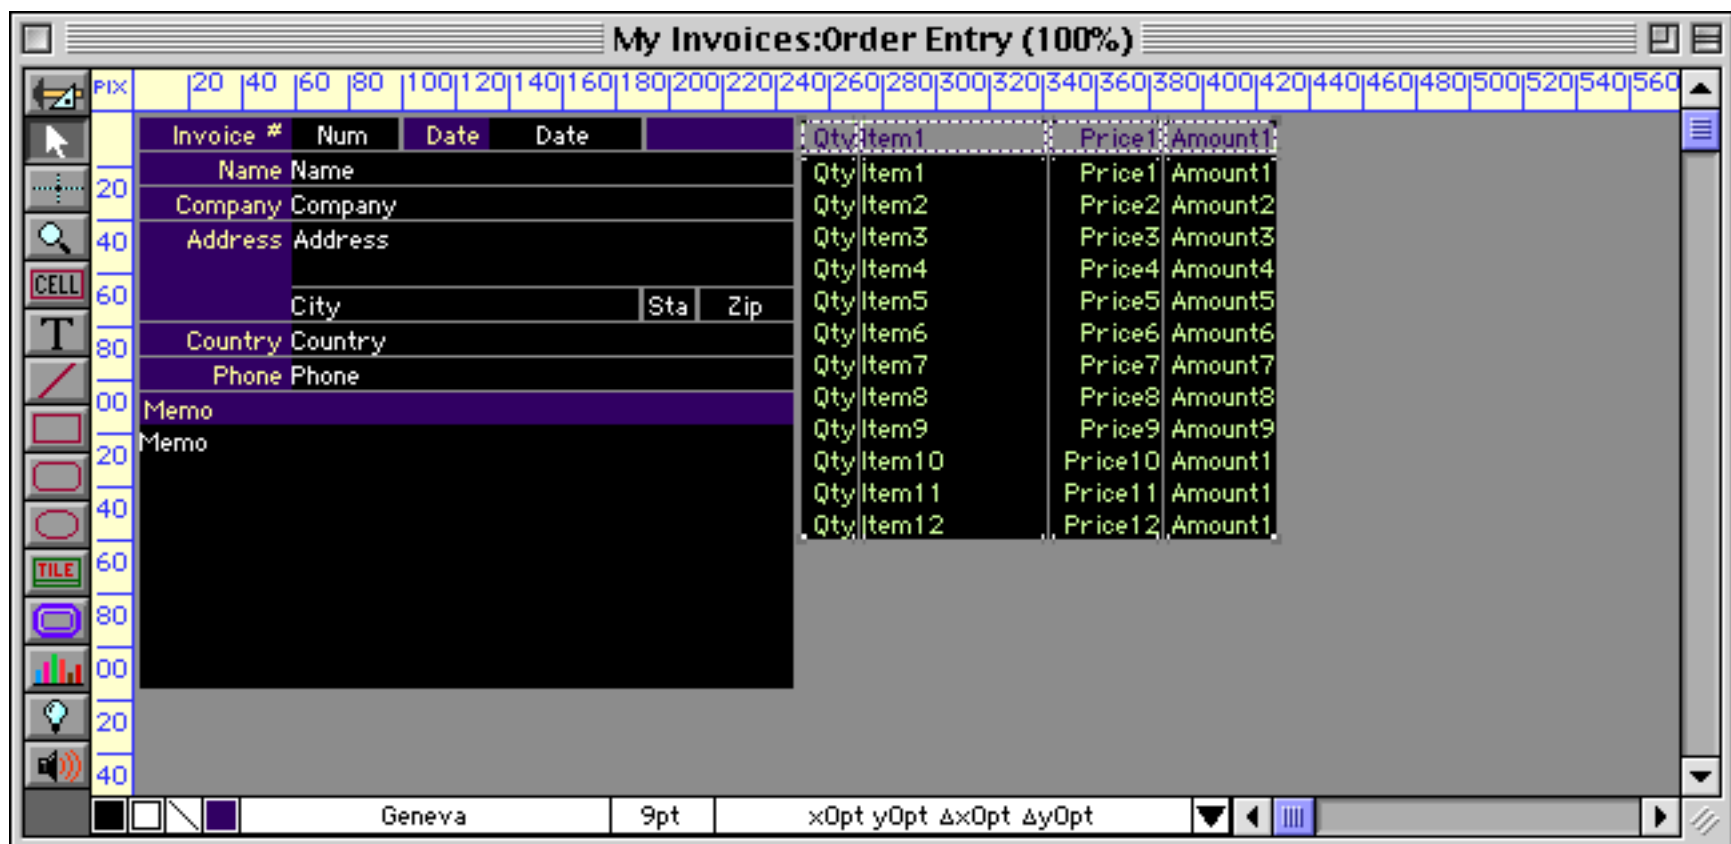 My Invoices:Order Entry (100%)
PIX |20 |40 |60 |80 |100|120|140|160|180|200|220|240|260|280|300|320|340|360|380|400|420|440|460|480|500|520|540|560
Invoice # Num Date Date
Name Name
Company Company
Address Address
City Sta Zip
Country Country
Phone Phone
Memo
Memo
Qty Item1 Price1 Amount1
Qty Item1 Price1 Amount1
Qty Item2 Price2 Amount2
Qty Item3 Price3 Amount3
Qty Item4 Price4 Amount4
Qty Item5 Price5 Amount5
Qty Item6 Price6 Amount6
Qty Item7 Price7 Amount7
Qty Item8 Price8 Amount8
Qty Item9 Price9 Amount9
Qty Item10 Price10 Amount1
Qty Item11 Price11 Amount1
Qty Item12 Price12 Amount1
CELL
T
TILE
20
40
60
80
00
20
40
60
80
00
20
40
Geneva 9pt x0pt y0pt Δx0pt Δy0pt